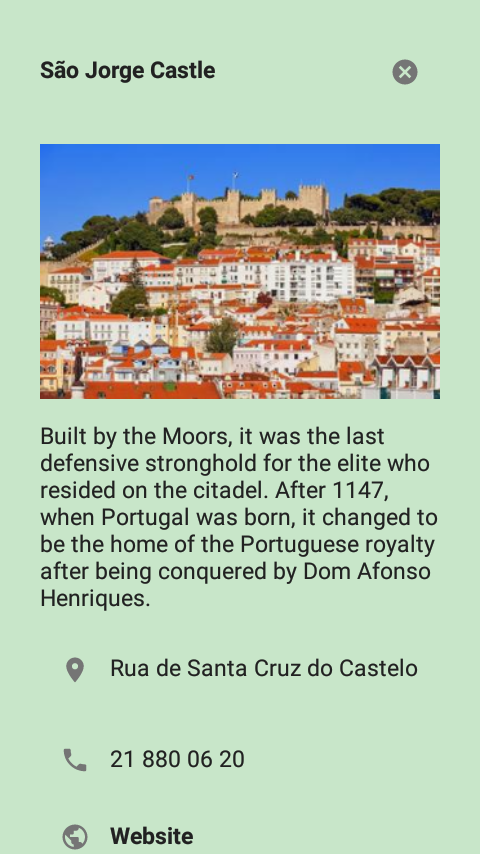 São Jorge Castle
Built by the Moors, it was the last
defensive stronghold for the elite who
resided on the citadel. After 1147,
when Portugal was born, it changed to
be the home of the Portuguese royalty
after being conquered by Dom Afonso
Henriques.
Rua de Santa Cruz do Castelo
21 880 06 20
Website